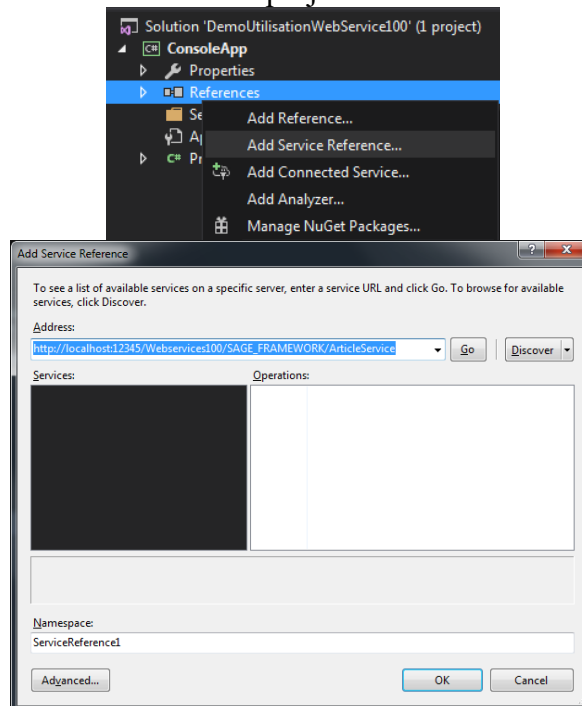 Solution 'DemoUtilisationWebService100' (1 project)
C# ConsoleApp
Properties
References
Se
Add Reference...
Ap
Add Service Reference...
C# Pr
Add Connected Service...
Add Analyzer...
Manage NuGet Packages...
Add Service Reference
To see a list of available services on a specific server, enter a service URL and click Go. To browse for available
services, click Discover.
Address:
http://localhost:12345/Webservices100/SAGE_FRAMEWORK/ArticleService
Go
Discover
Services:
Operations:
Namespace:
ServiceReference1
Advanced...
OK
Cancel